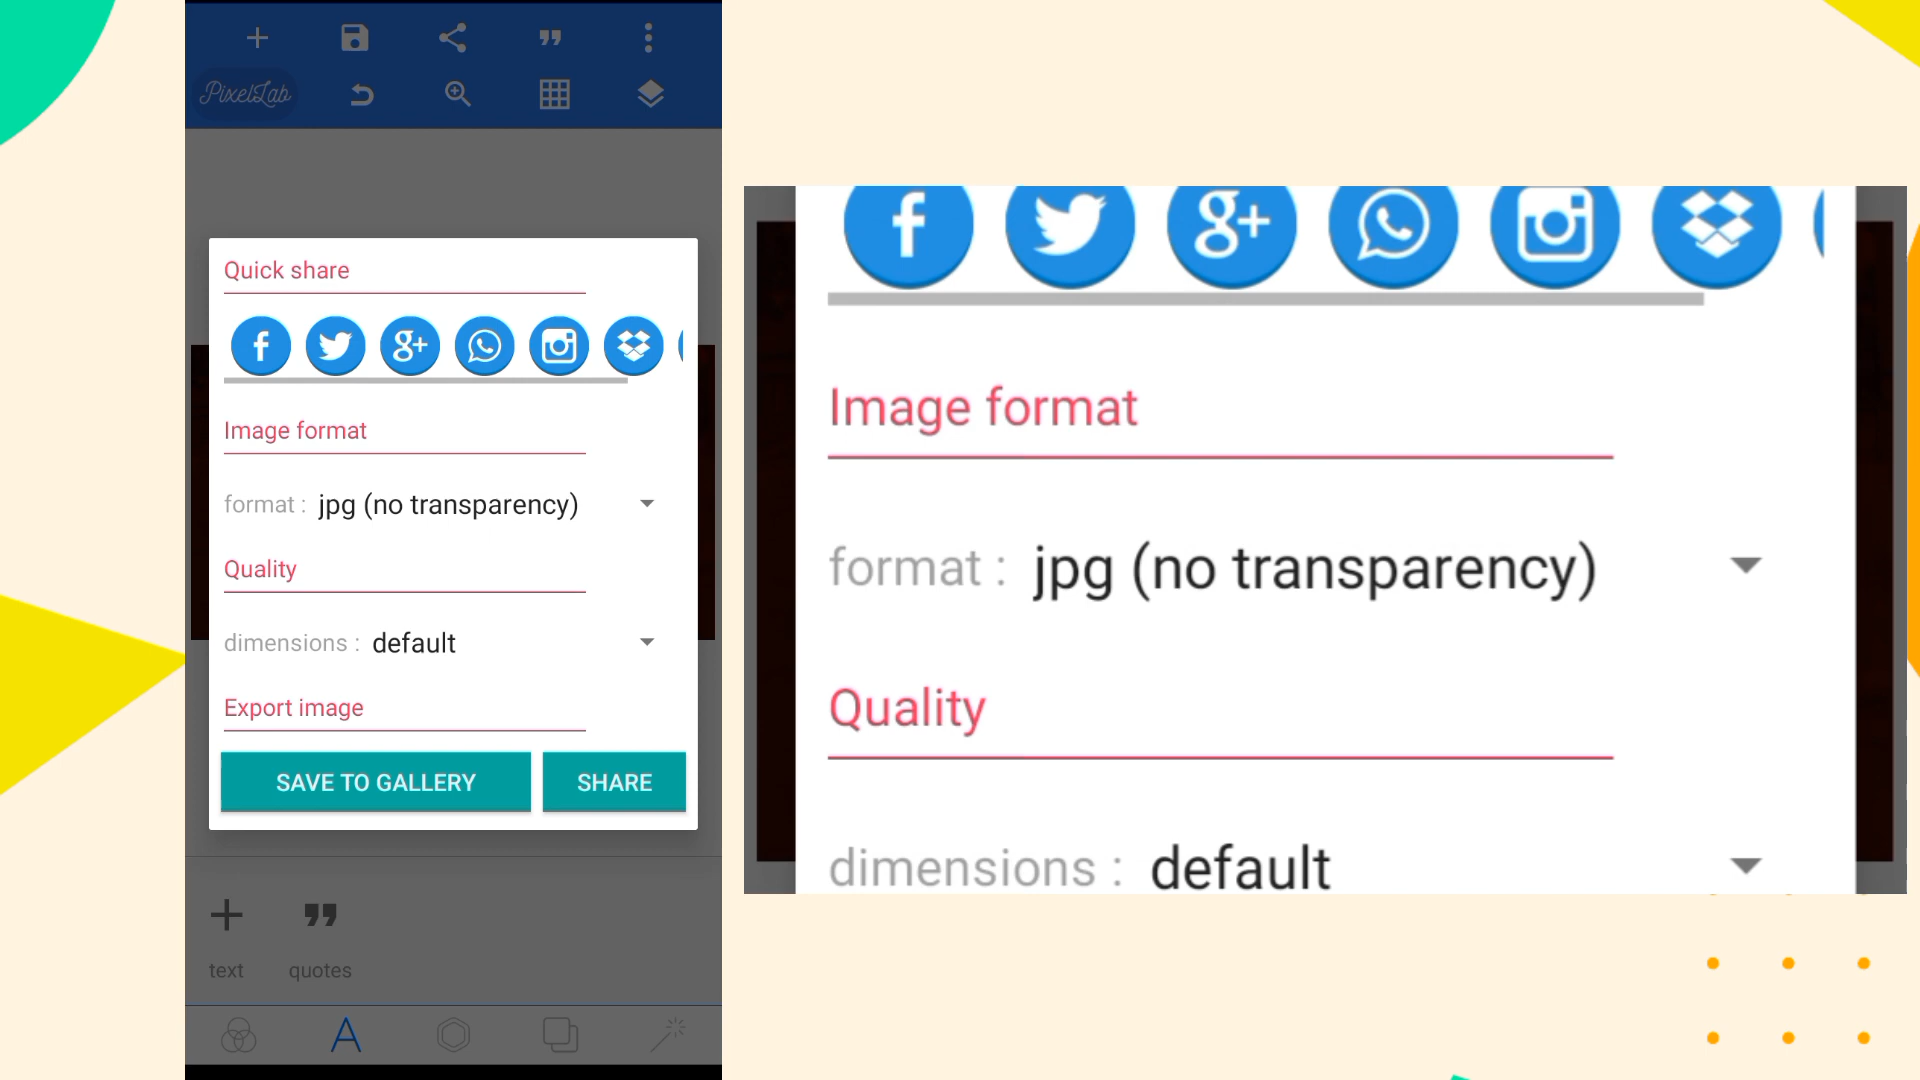 PixelLab
Quick share
Image format
format : jpg (no transparency)
Quality
dimensions : default
Export image
SAVE TO GALLERY
SHARE
text
quotes
Image format
format : jpg (no transparency)
Quality
dimensions : default